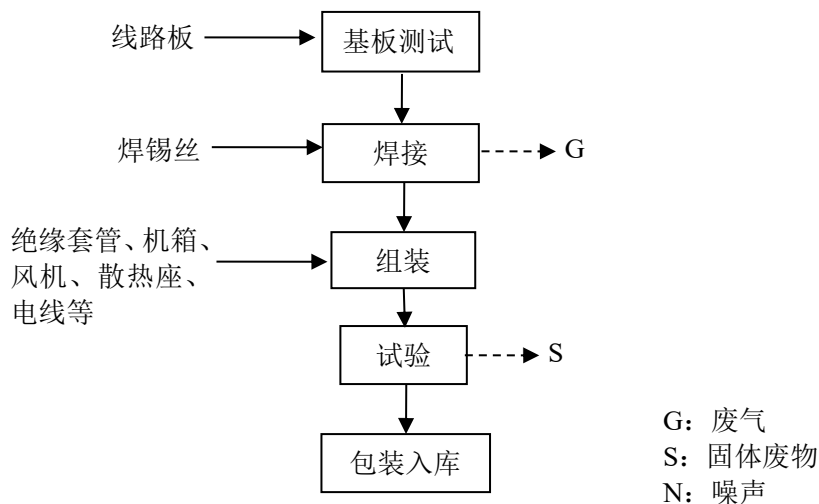 线路板
基板测试
焊锡丝
焊接
G
绝缘套管、机箱、
风机、散热座、
电线等
组装
试验
S
包装入库
G：废气
S：固体废物
N：噪声